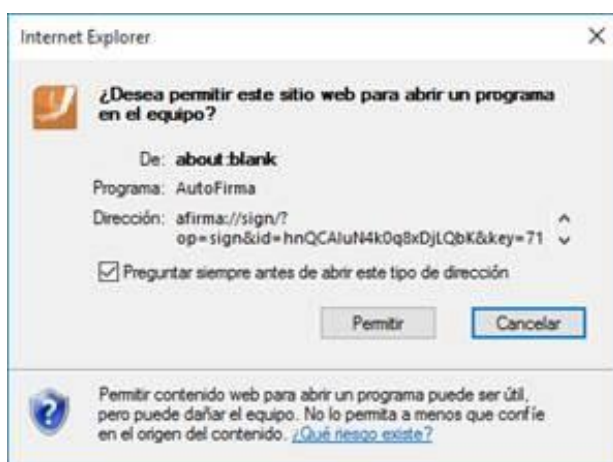 Internet Explorer
¿Desea permitir este sitio web para abrir un programa
en el equipo?
De: about:blank
Programa: AutoFirma
Dirección: afirma://sign/?
op=sign&id=hnQCAIuN4k0q8xDjLQbK&key=71
Preguntar siempre antes de abrir este tipo de dirección
Permitir Cancelar
Permitir contenido web para abrir un programa puede ser útil,
pero puede dañar el equipo. No lo permita a menos que confíe
en el origen del contenido. ¿Qué riesgo existe?